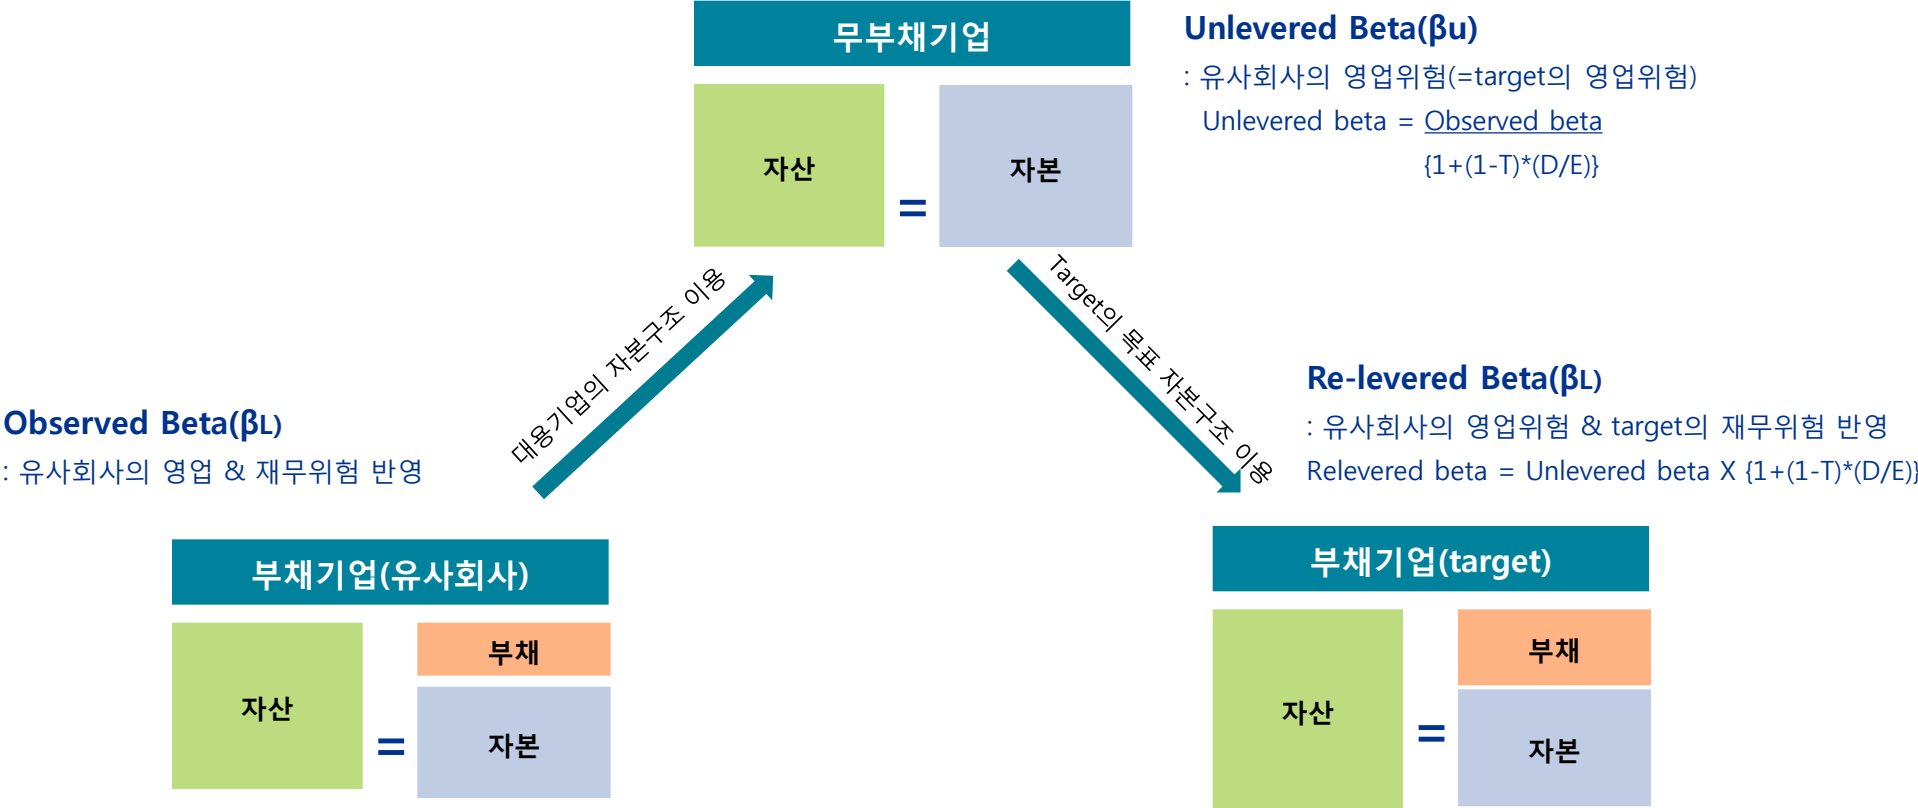 무부채기업
자산
=
자본
Unlevered Beta(βu)
: 유사회사의 영업위험(=target의 영업위험)
Unlevered beta = Observed beta
{1+(1-T)*(D/E)}
대용기업의 자본구조 이용
Target의 목표 자본구조 이용
Observed Beta(βL)
: 유사회사의 영업 & 재무위험 반영
Re-levered Beta(βL)
: 유사회사의 영업위험 & target의 재무위험 반영
Relevered beta = Unlevered beta X {1+(1-T)*(D/E)}
부채기업(유사회사)
자산
=
부채
자본
부채기업(target)
자산
=
부채
자본